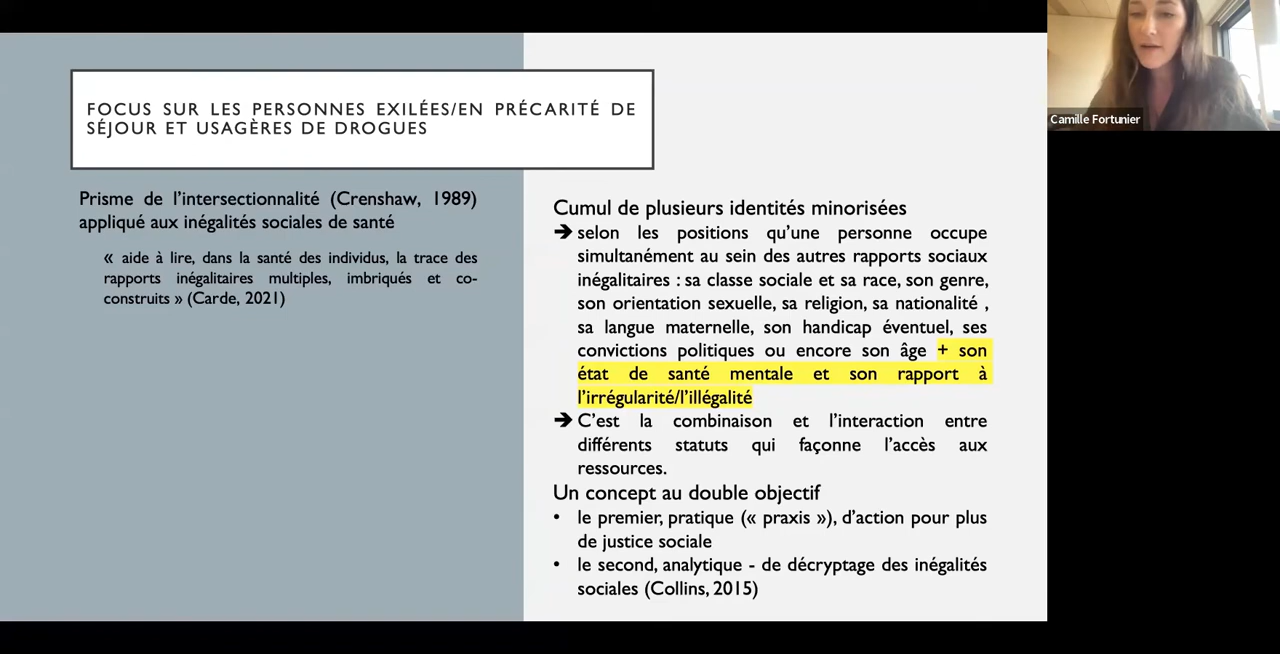 FOCUS SUR LES PERSONNES EXILÉES/EN PRÉCARITÉ DE
SÉJOUR ET USAGÈRES DE DROGUES
Prisme de l'intersectionnalité (Crenshaw, 1989)
appliqué aux inégalités sociales de santé
« aide à lire, dans la santé des individus, la trace des
rapports inégalitaires multiples, imbriqués et co-
construits » (Carde, 2021)
Cumul de plusieurs identités minorisées
➔ selon les positions qu'une personne occupe
simultanément au sein des autres rapports sociaux
inégalitaires : sa classe sociale et sa race, son genre,
son orientation sexuelle, sa religion, sa nationalité ,
sa langue maternelle, son handicap éventuel, ses
convictions politiques ou encore son âge + son
état de santé mentale et son rapport à
l'irrégularité/l'illégalité
➔ C'est la combinaison et l'interaction entre
différents statuts qui façonne l'accès aux
ressources.
Un concept au double objectif
• le premier, pratique (« praxis »), d'action pour plus
de justice sociale
• le second, analytique - de décryptage des inégalités
sociales (Collins, 2015)
Camille Fortunier